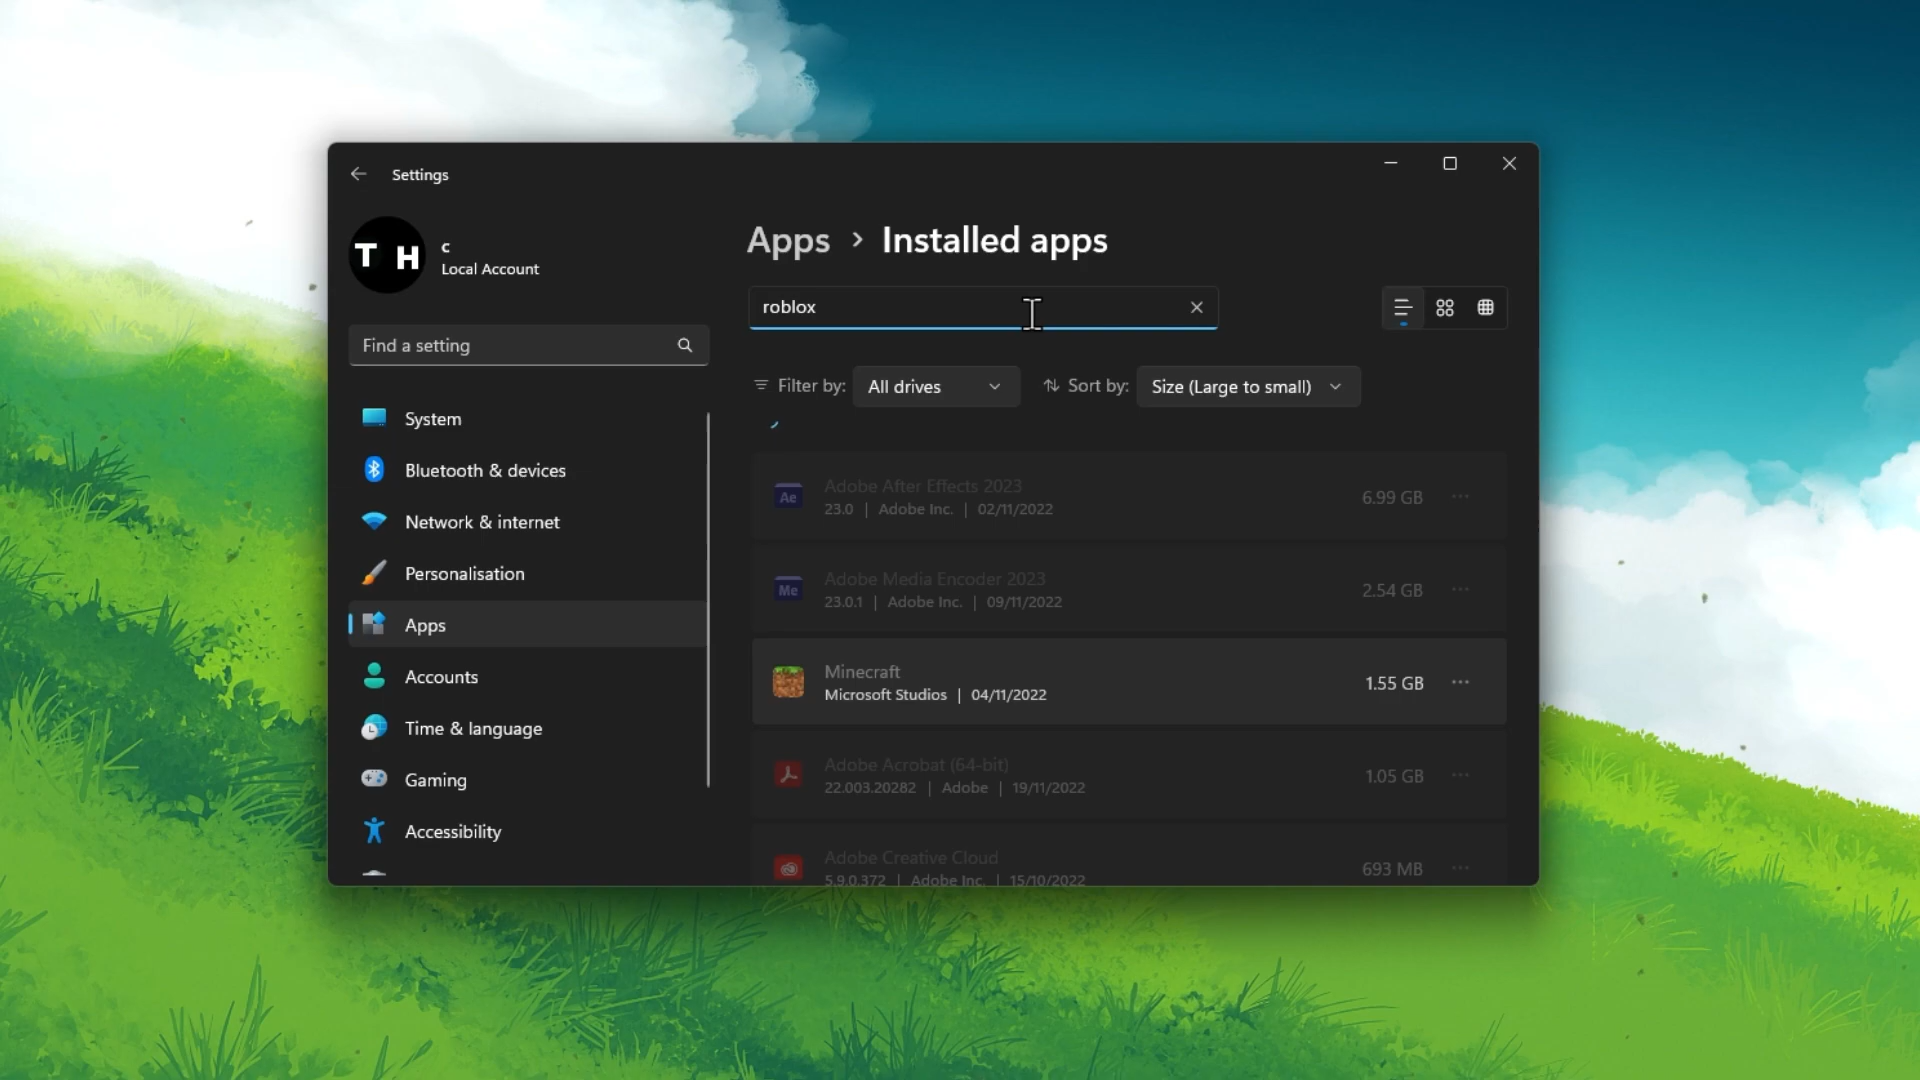 Settings
T H
c
Local Account
Find a setting
System
Bluetooth & devices
Network & internet
Personalisation
Apps
Accounts
Time & language
Gaming
Accessibility
Apps > Installed apps
roblox
Filter by: All drives
Sort by: Size (Large to small)
Ae
Adobe After Effects 2023
6.99 GB
23.0 | Adobe Inc. | 02/11/2022
Me
Adobe Media Encoder 2023
2.54 GB
23.0.1 | Adobe Inc. | 09/11/2022
Minecraft
1.55 GB
Microsoft Studios | 04/11/2022
Adobe Acrobat (64-bit)
1.05 GB
22.003.20282 | Adobe | 19/11/2022
Adobe Creative Cloud
693 MB
5.9.0.372 | Adobe Inc. | 15/10/2022